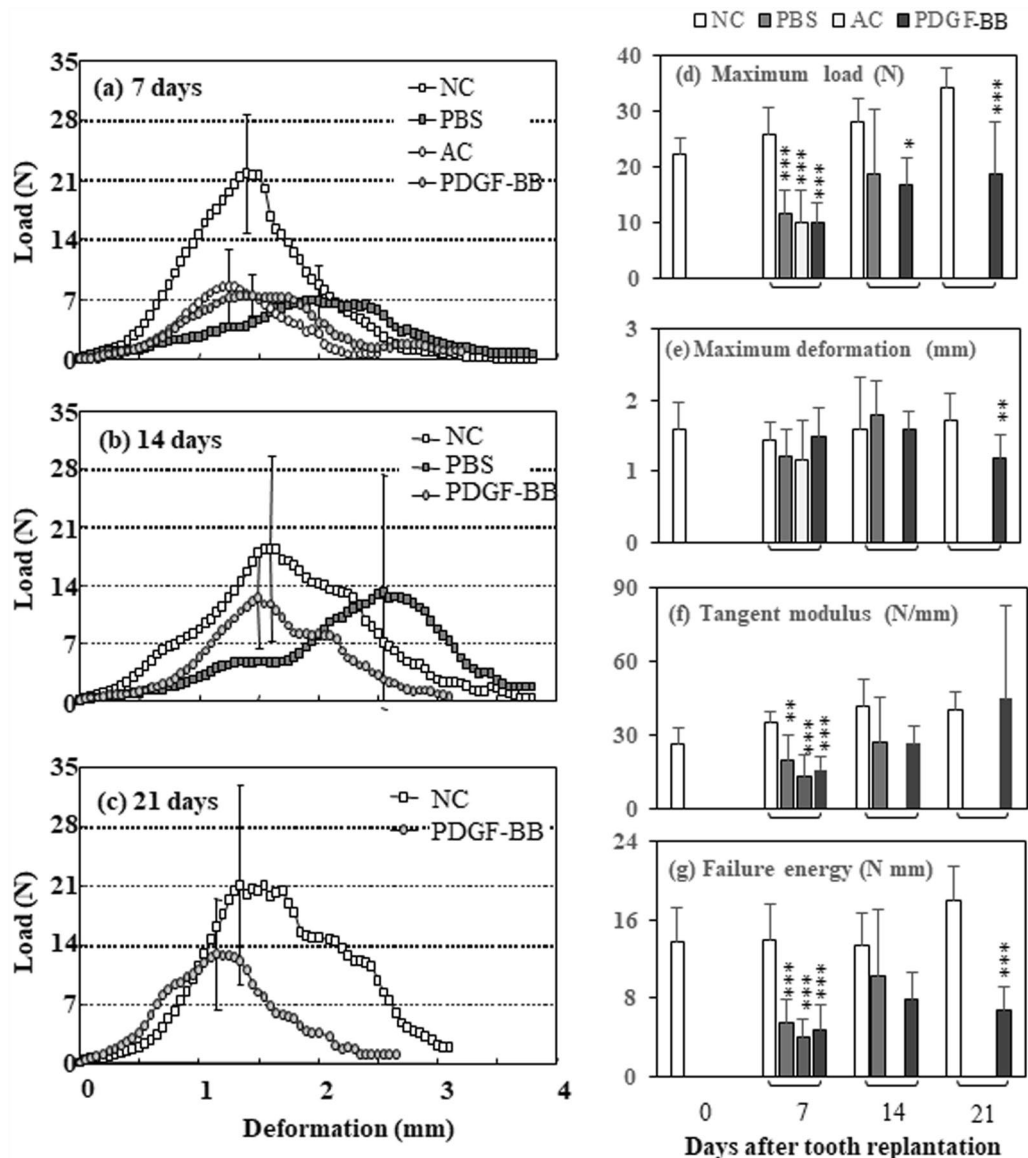 (a) 7 days
NC
PBS
AC
PDGF-BB
Load (N)
35
28
21
14
7
0
(b) 14 days
NC
PBS
PDGF-BB
Load (N)
35
28
21
14
7
0
(c) 21 days
NC
PDGF-BB
Load (N)
35
28
21
14
7
0
0 1 2 3 4
Deformation (mm)
NC PBS AC PDGF-BB
(d) Maximum load (N)
40
30
20
10
0
*** *** *** * ***
(e) Maximum deformation (mm)
3
2
1
0
**
(f) Tangent modulus (N/mm)
90
60
30
0
** *** ***
(g) Failure energy (N mm)
24
16
8
0
*** *** *** ***
0 7 14 21
Days after tooth replantation